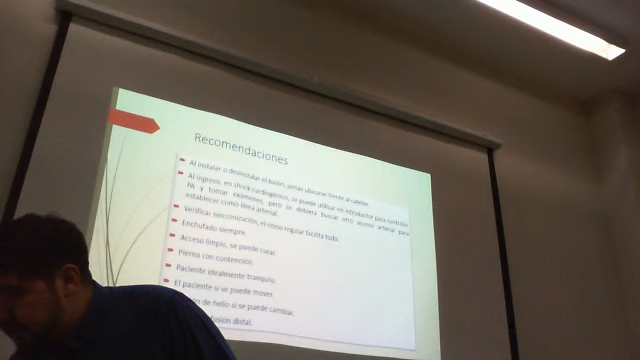 Recomendaciones
Al instalar o desinstalar el balón, jamás ubicarse frente al catéter.
Al ingreso, en shock cardiogénico, se puede utilizar un introductor para controlar
PA y tomar exámenes, pero se debiera buscar otro acceso arterial para
establecer como línea arterial.
Verificar sincronización, el ritmo regular facilita todo.
Enchufado siempre.
Acceso limpio, se puede curar.
Pierna con contención.
Paciente idealmente tranquilo.
El paciente si se puede mover.
de helio si se puede cambiar.
distal.